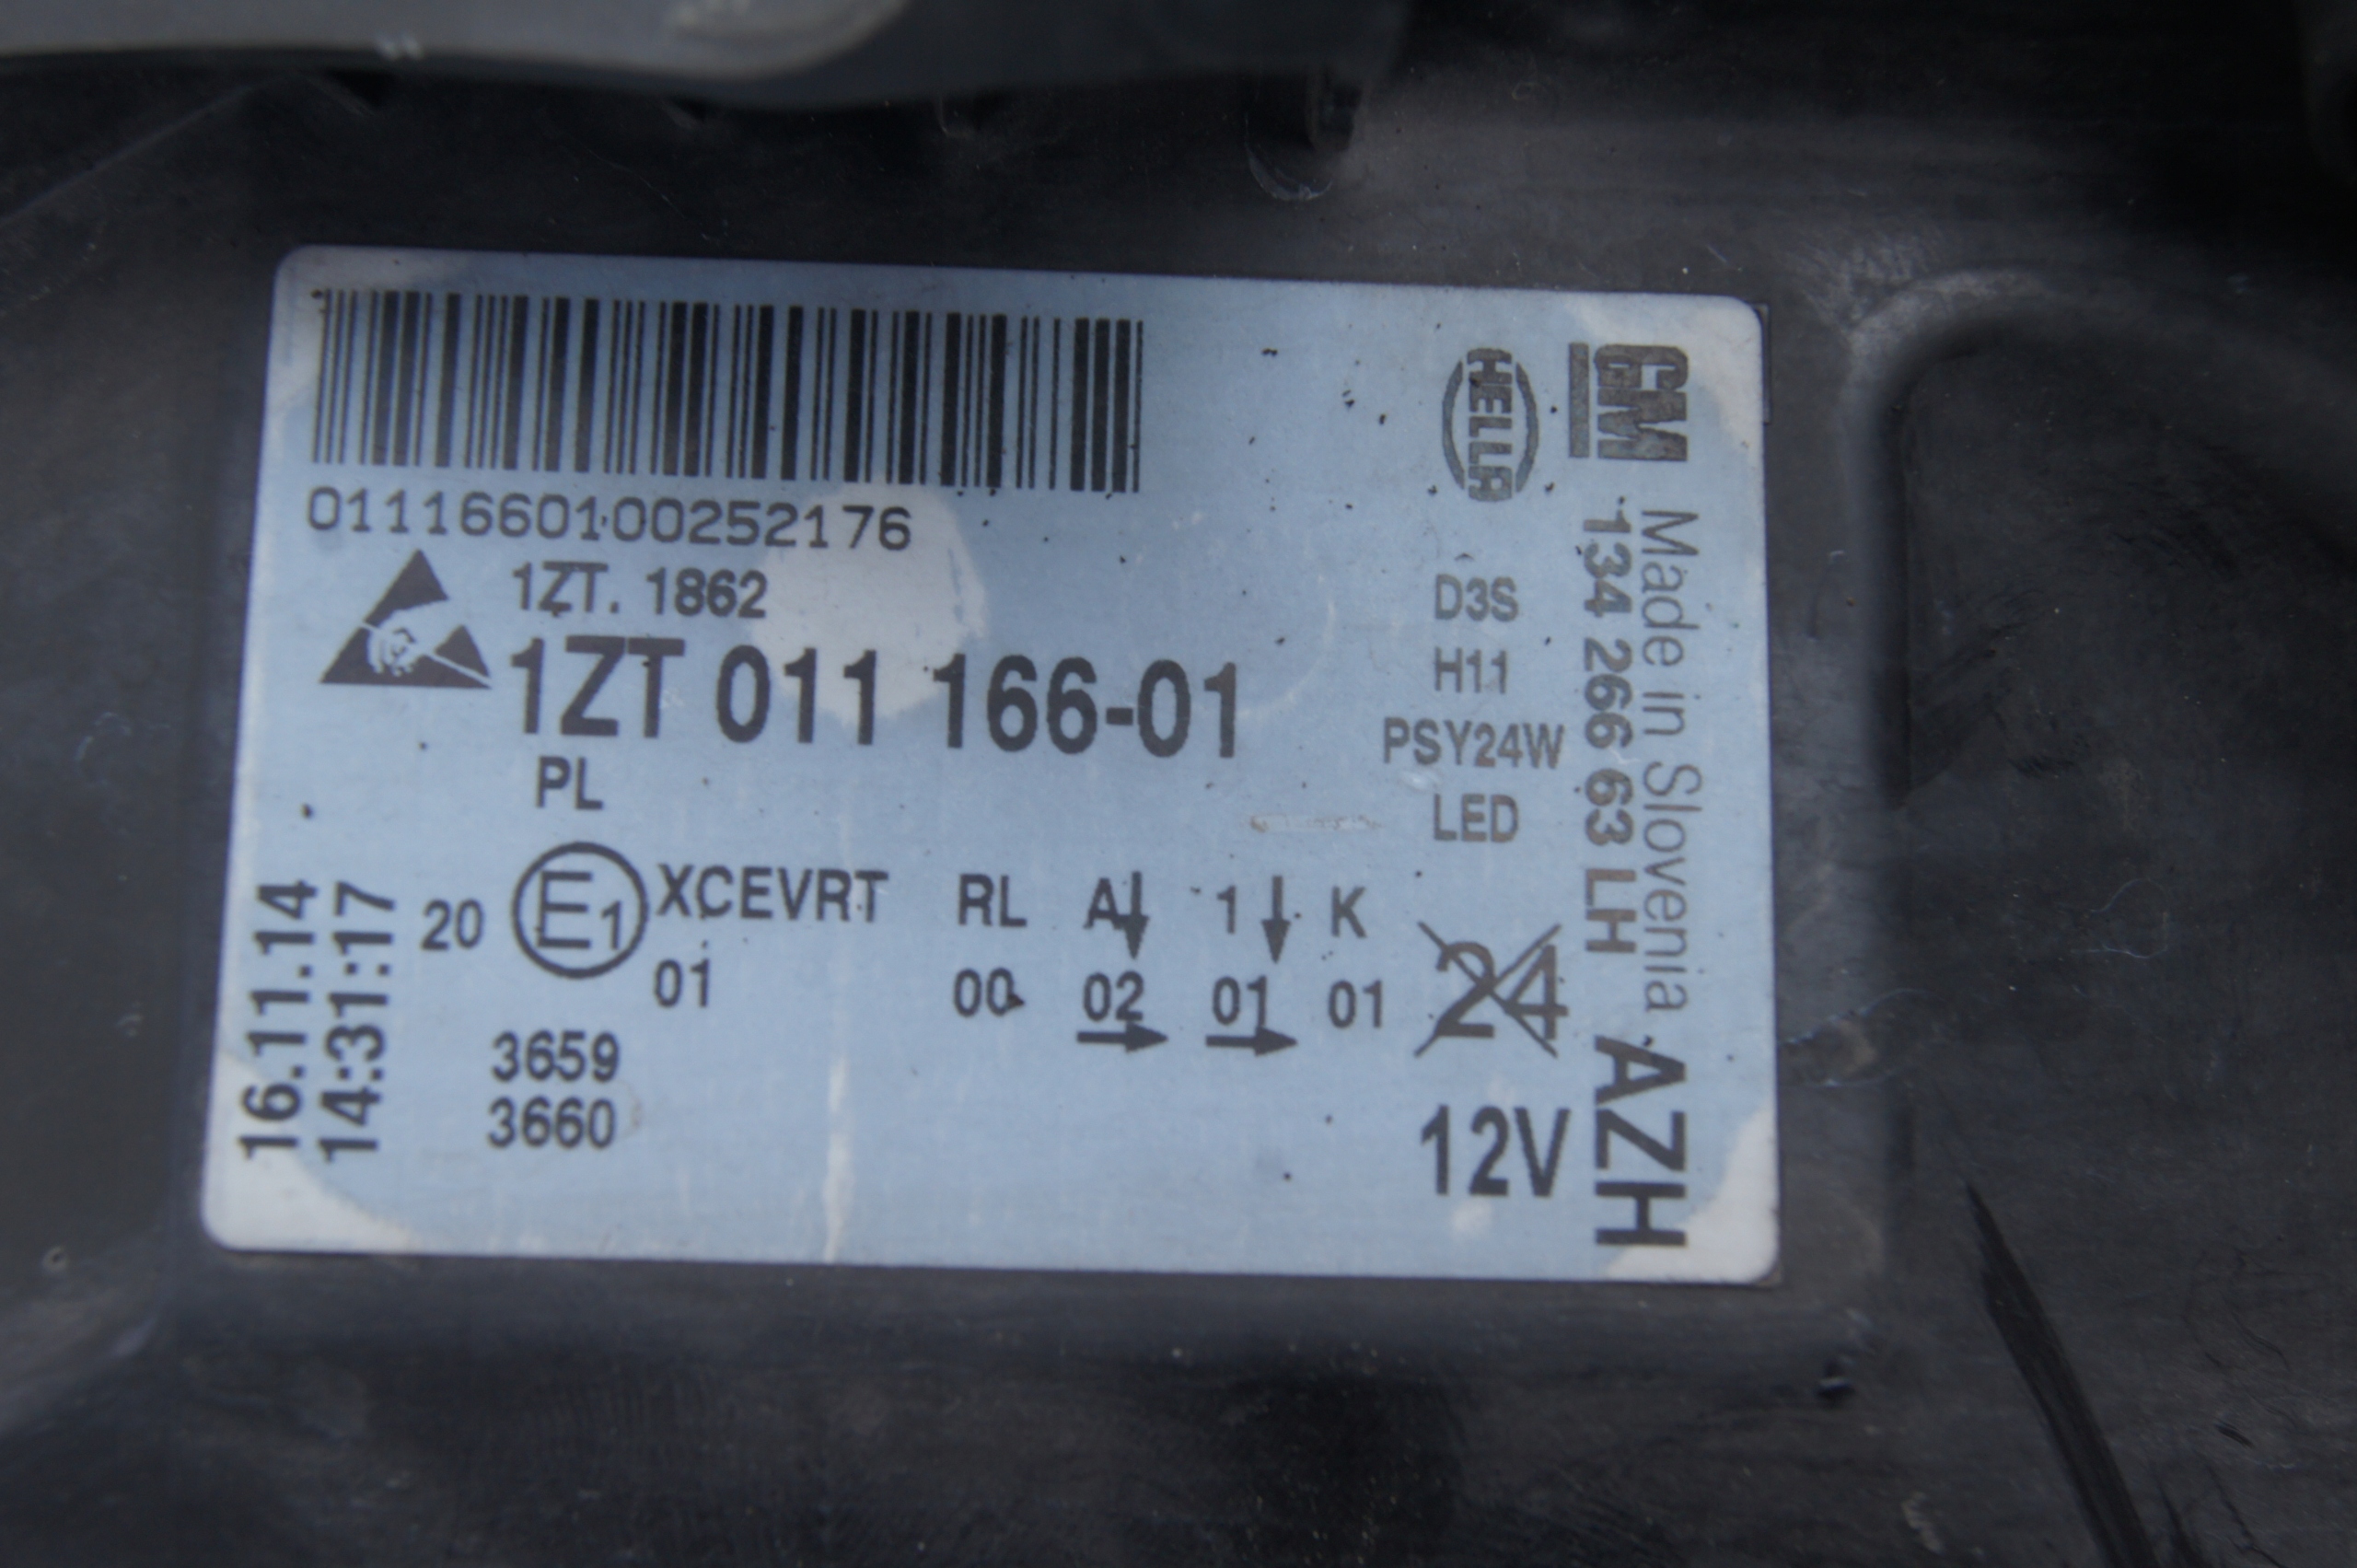 0111660100252176
1ZT. 1862
1ZT 011 166-01
PL
20 E1 XCEVRT RL A↓ 1↓ K
01 00 02 01 01
→ →
3659
3660
16.11.14
14:31:17
HELLA
D3S
H11
PSY24W
LED
24
12V
GM
Made in Slovenia
134 266 63 LH AZH